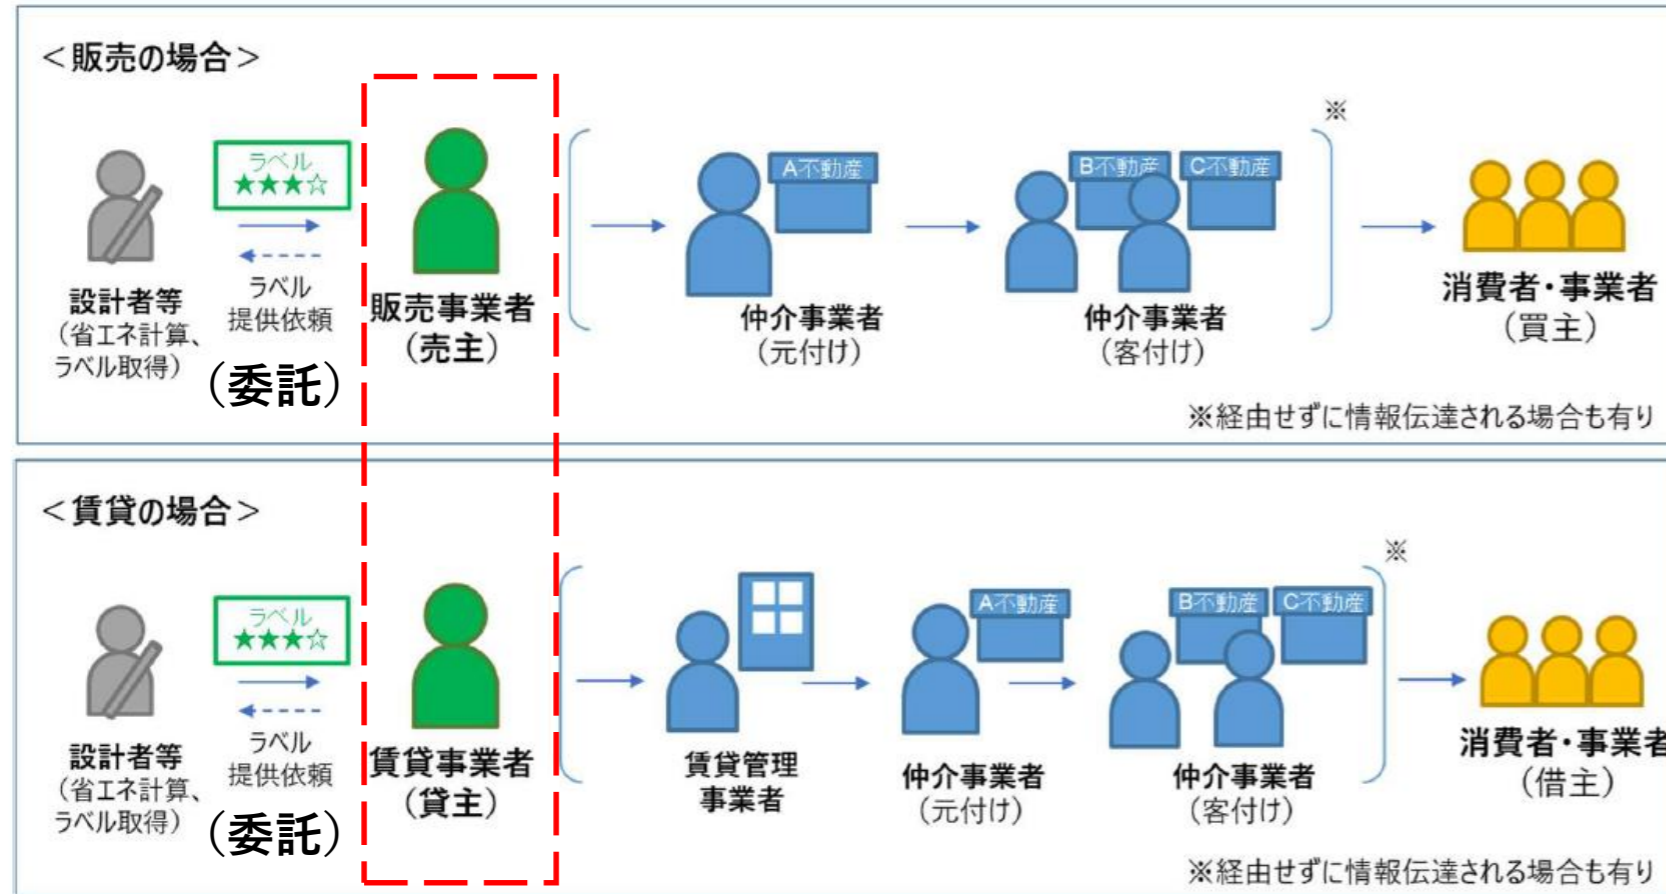 ＜販売の場合＞
※
ラベル
★★★☆
A不動産
B不動産
C不動産
設計者等
（省エネ計算、
ラベル取得）
ラベル
提供依頼
（委託）
販売事業者
（売主）
仲介事業者
（元付け）
仲介事業者
（客付け）
消費者・事業者
（買主）
※経由せずに情報伝達される場合も有り
＜賃貸の場合＞
※
ラベル
★★★☆
A不動産
B不動産
C不動産
設計者等
（省エネ計算、
ラベル取得）
ラベル
提供依頼
（委託）
賃貸事業者
（貸主）
賃貸管理
事業者
仲介事業者
（元付け）
仲介事業者
（客付け）
消費者・事業者
（借主）
※経由せずに情報伝達される場合も有り